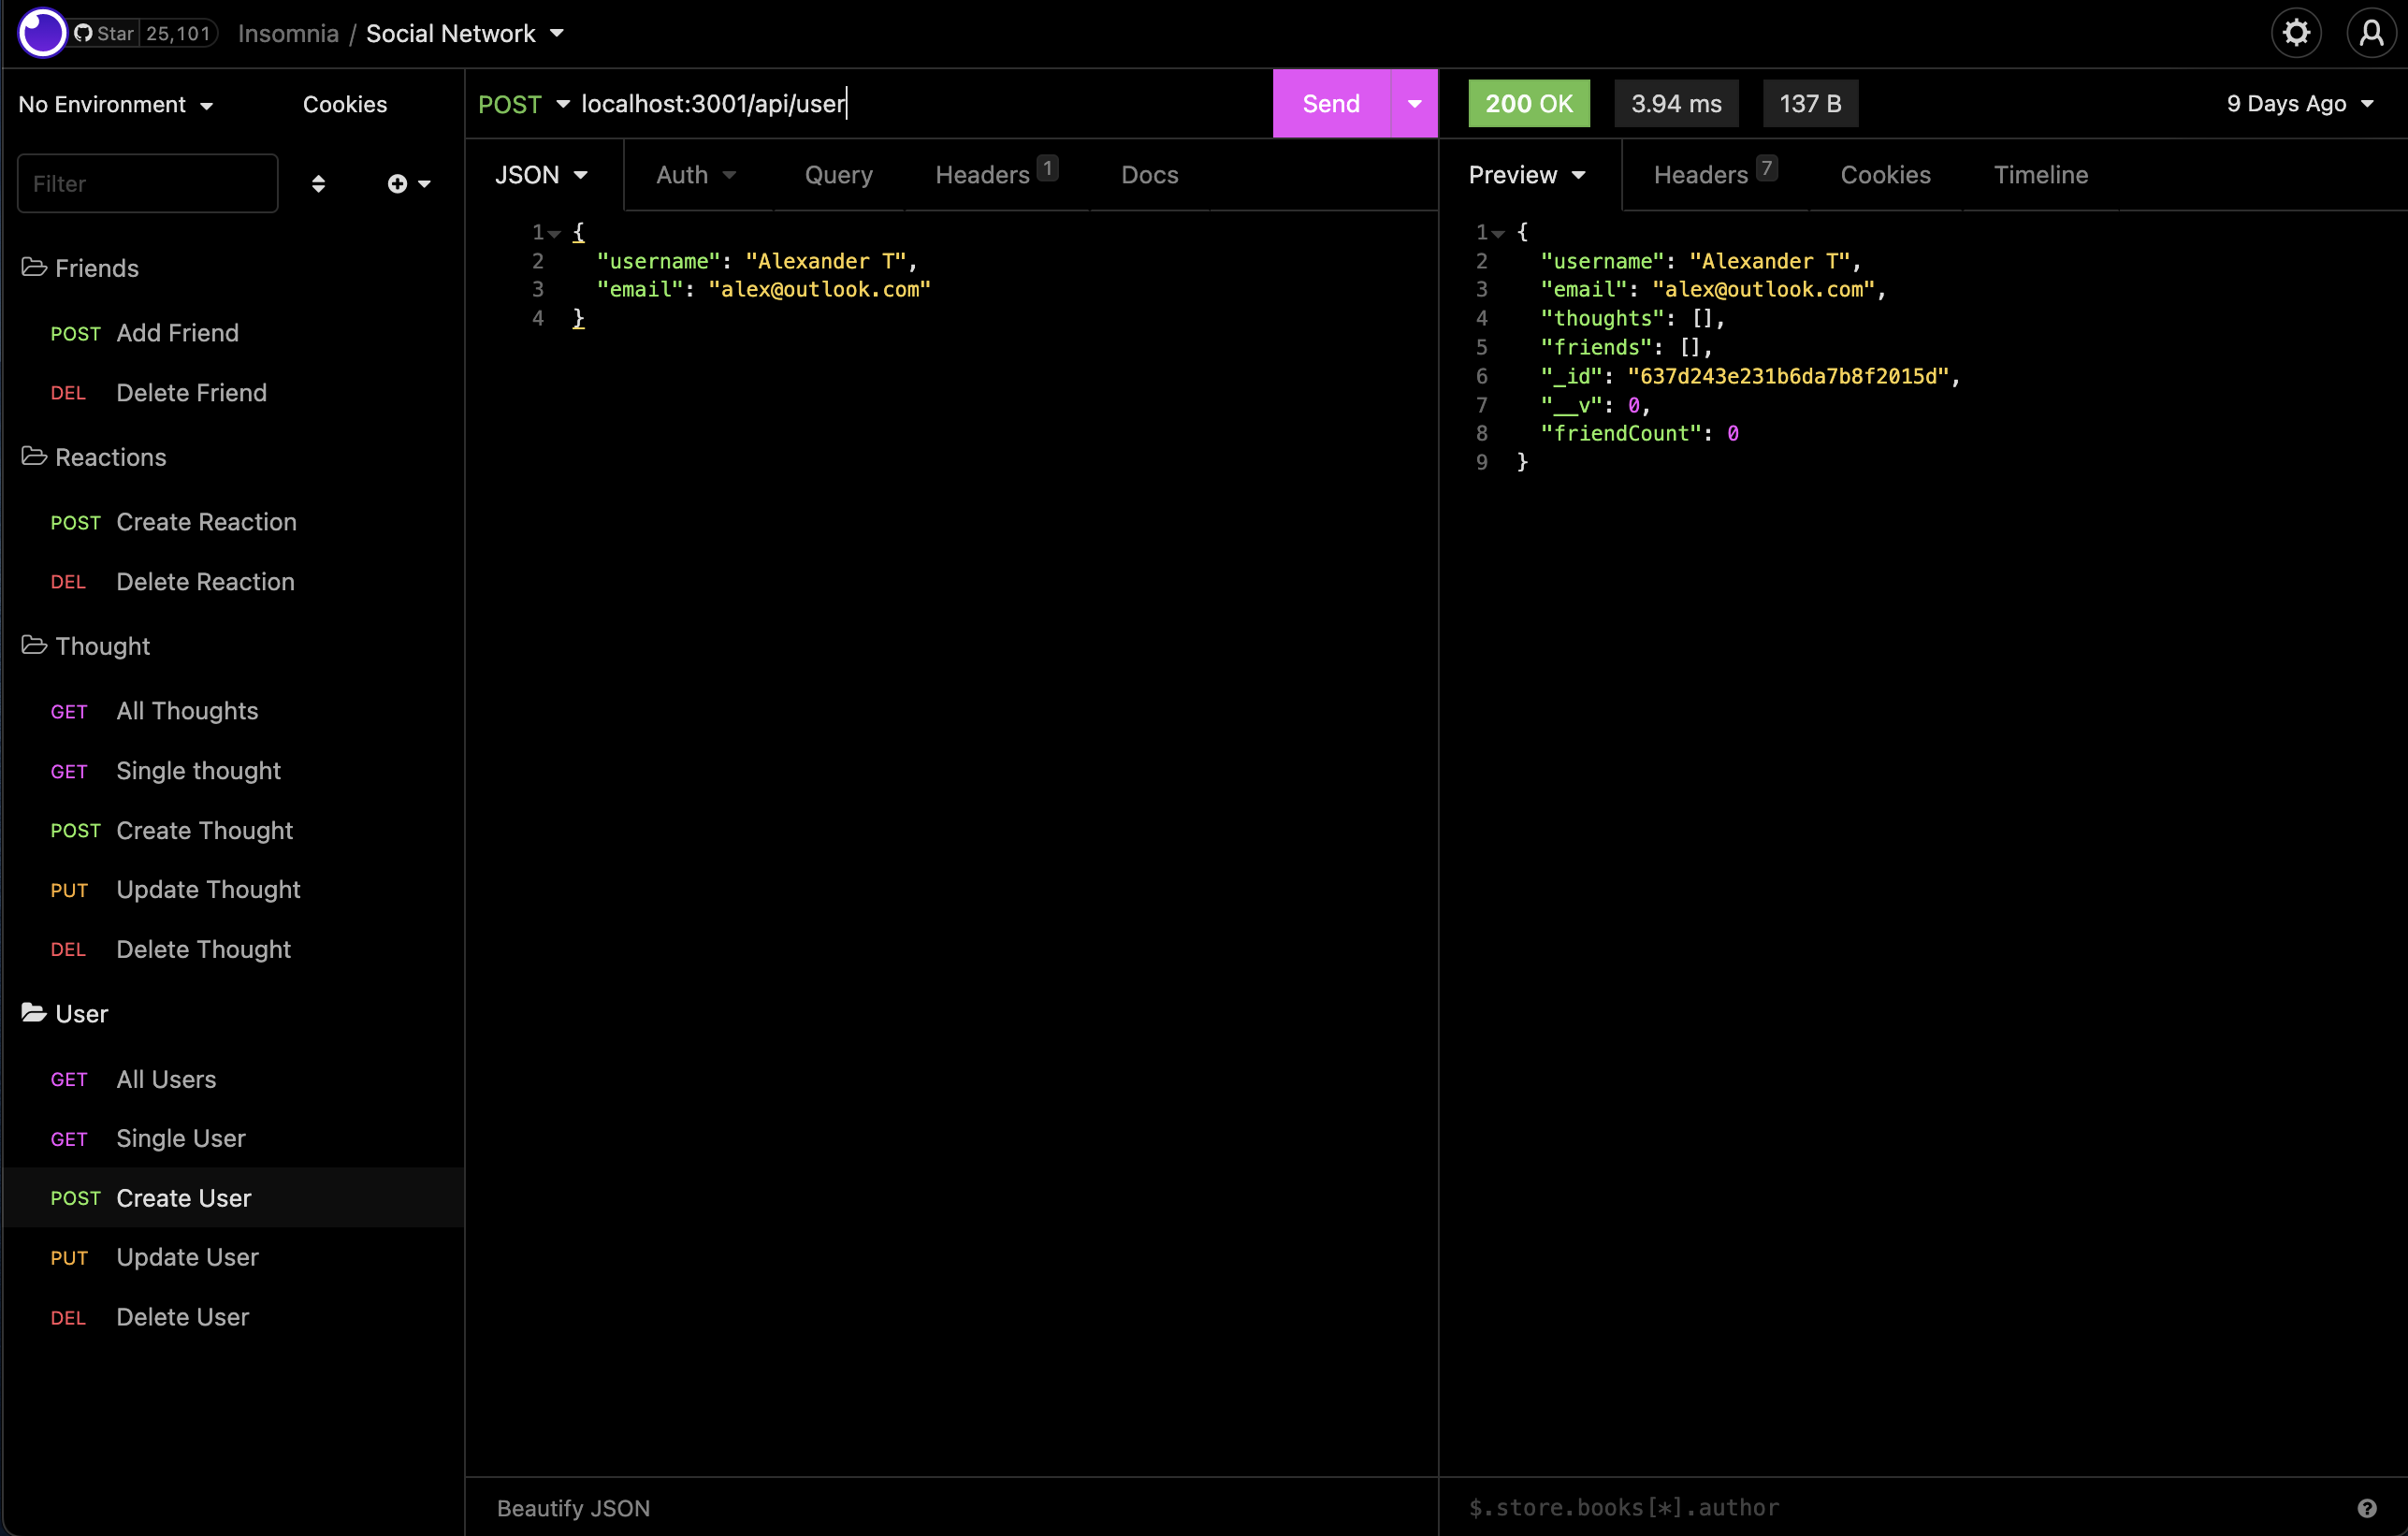 Star 25,101 Insomnia / Social Network
No Environment Cookies
Filter
Friends
POST Add Friend
DEL Delete Friend
Reactions
POST Create Reaction
DEL Delete Reaction
Thought
GET All Thoughts
GET Single thought
POST Create Thought
PUT Update Thought
DEL Delete Thought
User
GET All Users
GET Single User
POST Create User
PUT Update User
DEL Delete User
POST localhost:3001/api/user Send
JSON Auth Query Headers 1 Docs
1 {
2 "username": "Alexander T",
3 "email": "alex@outlook.com"
4 }
Beautify JSON
200 OK 3.94 ms 137 B 9 Days Ago
Preview Headers 7 Cookies Timeline
1 {
2 "username": "Alexander T",
3 "email": "alex@outlook.com",
4 "thoughts": [],
5 "friends": [],
6 "_id": "637d243e231b6da7b8f2015d",
7 "__v": 0,
8 "friendCount": 0
9 }
$.store.books[*].author